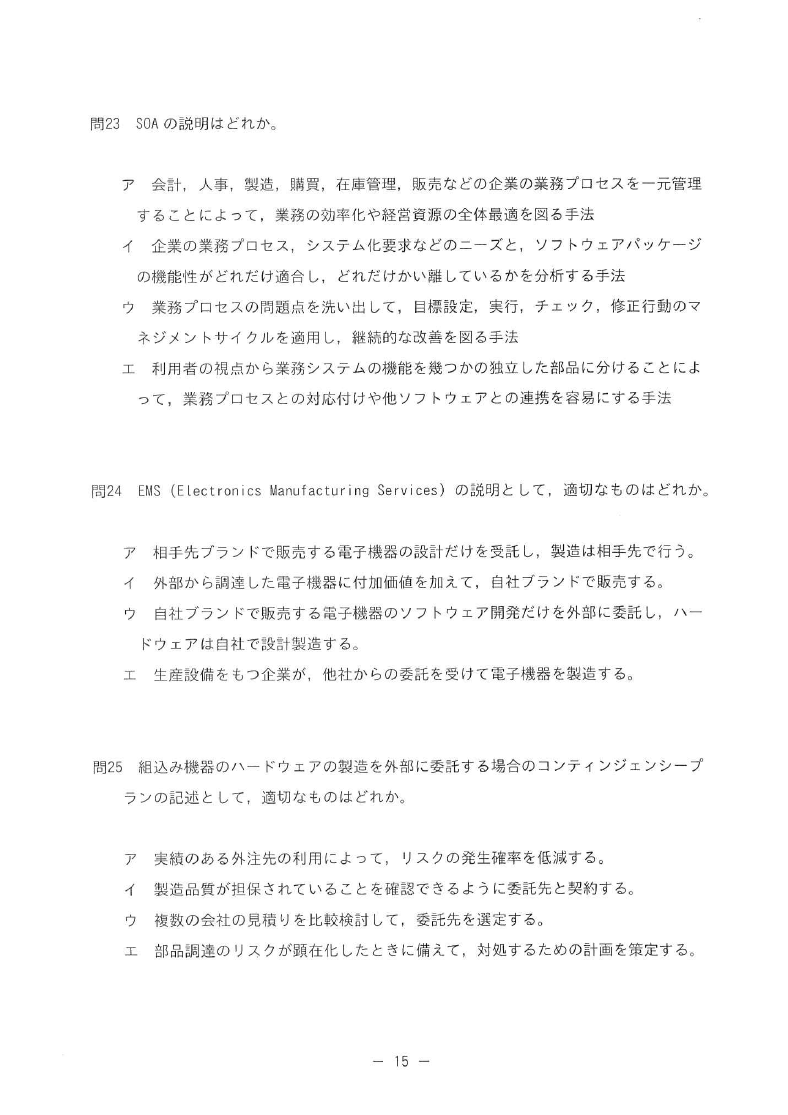 問23 SOAの説明はどれか。
ア 会計，人事，製造，購買，在庫管理，販売などの企業の業務プロセスを一元管理
することによって，業務の効率化や経営資源の全体最適を図る手法
イ 企業の業務プロセス，システム化要求などのニーズと，ソフトウェアパッケージ
の機能性がどれだけ適合し，どれだけかい離しているかを分析する手法
ウ 業務プロセスの問題点を洗い出して，目標設定，実行，チェック，修正行動のマ
ネジメントサイクルを適用し，継続的な改善を図る手法
エ 利用者の視点から業務システムの機能を幾つかの独立した部品に分けることによ
って，業務プロセスとの対応付けや他ソフトウェアとの連携を容易にする手法
問24 EMS（Electronics Manufacturing Services）の説明として，適切なものはどれか。
ア 相手先ブランドで販売する電子機器の設計だけを受託し，製造は相手先で行う。
イ 外部から調達した電子機器に付加価値を加えて，自社ブランドで販売する。
ウ 自社ブランドで販売する電子機器のソフトウェア開発だけを外部に委託し，ハー
ドウェアは自社で設計製造する。
エ 生産設備をもつ企業が，他社からの委託を受けて電子機器を製造する。
問25 組込み機器のハードウェアの製造を外部に委託する場合のコンティンジェンシープ
ランの記述として，適切なものはどれか。
ア 実績のある外注先の利用によって，リスクの発生確率を低減する。
イ 製造品質が担保されていることを確認できるように委託先と契約する。
ウ 複数の会社の見積りを比較検討して，委託先を選定する。
エ 部品調達のリスクが顕在化したときに備えて，対処するための計画を策定する。
－ 15 －